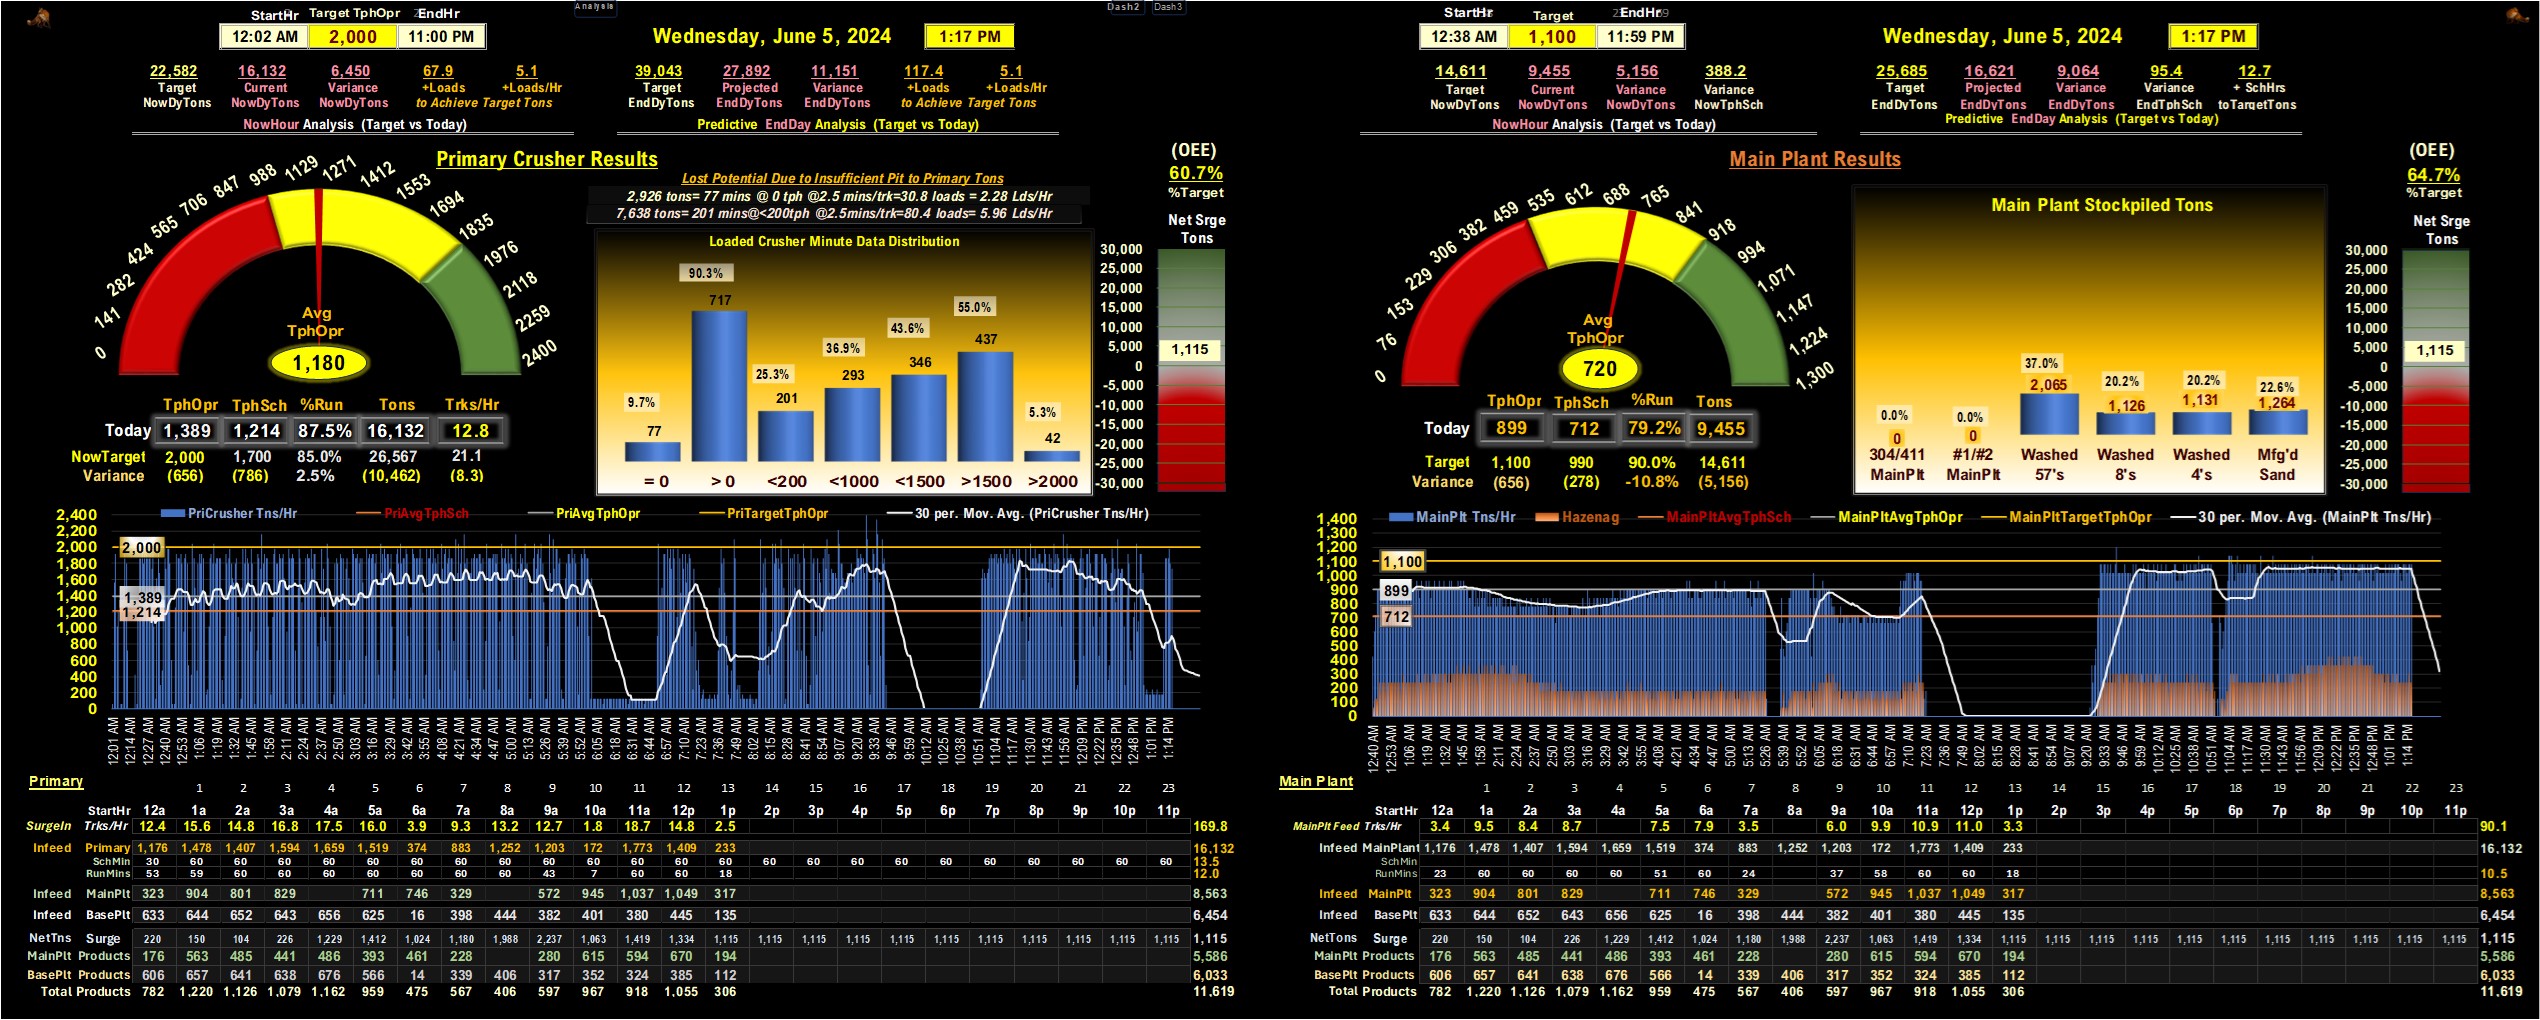 Analysis
Dash2 Dash3
StartHr Target TphOpr EndHr
12:02 AM 2,000 11:00 PM
Wednesday, June 5, 2024 1:17 PM
22,582 16,132 6,450 67.9 5.1
Target Current Variance +Loads +Loads/Hr
NowDyTons NowDyTons NowDyTons to Achieve Target Tons
NowHour Analysis (Target vs Today)
39,043 27,892 11,151 117.4 5.1
Target Projected Variance +Loads +Loads/Hr
EndDyTons EndDyTons EndDyTons to Achieve Target Tons
Predictive EndDay Analysis (Target vs Today)
Primary Crusher Results
(OEE)
60.7%
%Target
Lost Potential Due to Insufficient Pit to Primary Tons
2,926 tons= 77 mins @ 0 tph @2.5 mins/trk=30.8 loads = 2.28 Lds/Hr
7,638 tons= 201 mins@<200tph @2.5mins/trk=80.4 loads= 5.96 Lds/Hr
0 141 282 424 565 706 847 988 1129 1271 1412 1553 1694 1835 1976 2118 2259 2400
Avg
TphOpr
1,180
Loaded Crusher Minute Data Distribution
9.7% 90.3% 25.3% 36.9% 43.6% 55.0% 5.3%
77 717 201 293 346 437 42
= 0 > 0 <200 <1000 <1500 >1500 >2000
Net Srge
Tons
30,000
25,000
20,000
15,000
10,000
5,000
1,115
0
-5,000
-10,000
-15,000
-20,000
-25,000
-30,000
TphOpr TphSch %Run Tons Trks/Hr
Today 1,389 1,214 87.5% 16,132 12.8
NowTarget 2,000 1,700 85.0% 26,567 21.1
Variance (656) (786) 2.5% (10,462) (8.3)
PriCrusher Tns/Hr PriAvgTphSch PriAvgTphOpr PriTargetTphOpr 30 per. Mov. Avg. (PriCrusher Tns/Hr)
2,400
2,200
2,000
1,800
1,600
1,400
1,200
1,000
800
600
400
200
0
2,000
1,389
1,214
12:01 AM 12:14 AM 12:27 AM 12:40 AM 12:53 AM 1:06 AM 1:19 AM 1:32 AM 1:45 AM 1:58 AM 2:11 AM 2:24 AM 2:37 AM 2:50 AM 3:03 AM 3:16 AM 3:29 AM 3:42 AM 3:55 AM 4:08 AM 4:21 AM 4:34 AM 4:47 AM 5:00 AM 5:13 AM 5:26 AM 5:39 AM 5:52 AM 6:05 AM 6:18 AM 6:31 AM 6:44 AM 6:57 AM 7:10 AM 7:23 AM 7:36 AM 7:49 AM 8:02 AM 8:15 AM 8:28 AM 8:41 AM 8:54 AM 9:07 AM 9:20 AM 9:33 AM 9:46 AM 9:59 AM 10:12 AM 10:25 AM 10:38 AM 10:51 AM 11:04 AM 11:17 AM 11:30 AM 11:43 AM 11:56 AM 12:09 PM 12:22 PM 12:35 PM 12:48 PM 1:01 PM 1:14 PM
Primary
1 2 3 4 5 6 7 8 9 10 11 12 13 14 15 16 17 18 19 20 21 22 23
StartHr 12a 1a 2a 3a 4a 5a 6a 7a 8a 9a 10a 11a 12p 1p 2p 3p 4p 5p 6p 7p 8p 9p 10p 11p
SurgeIn Trks/Hr 12.4 15.6 14.8 16.8 17.5 16.0 3.9 9.3 13.2 12.7 1.8 18.7 14.8 2.5 169.8
Infeed Primary 1,176 1,478 1,407 1,594 1,659 1,519 374 883 1,252 1,203 172 1,773 1,409 233 16,132
SchMin 30 60 60 60 60 60 60 60 60 60 60 60 60 60 60 60 60 60 60 60 60 60 60 60 13.5
RunMins 53 59 60 60 60 60 60 60 60 43 7 60 60 18 12.0
Infeed MainPlt 323 904 801 829 711 746 329 572 945 1,037 1,049 317 8,563
Infeed BasePlt 633 644 652 643 656 625 16 398 444 382 401 380 445 135 6,454
NetTns Surge 220 150 104 226 1,229 1,412 1,024 1,180 1,988 2,237 1,063 1,419 1,334 1,115 1,115 1,115 1,115 1,115 1,115 1,115 1,115 1,115 1,115 1,115 1,115
MainPlt Products 176 563 485 441 486 393 461 228 280 615 594 670 194 5,586
BasePlt Products 606 657 641 638 676 566 14 339 406 317 352 324 385 112 6,033
Total Products 782 1,220 1,126 1,079 1,162 959 475 567 406 597 967 918 1,055 306 11,619
StartHr Target EndHr
12:38 AM 1,100 11:59 PM
Wednesday, June 5, 2024 1:17 PM
14,611 9,455 5,156 388.2
Target Current Variance Variance
NowDyTons NowDyTons NowDyTons NowTphSch
NowHour Analysis (Target vs Today)
25,685 16,621 9,064 95.4 12.7
Target Projected Variance Variance + SchHrs
EndDyTons EndDyTons EndDyTons EndTphSch toTargetTons
Predictive EndDay Analysis (Target vs Today)
Main Plant Results
(OEE)
64.7%
%Target
0 76 153 229 306 382 459 535 612 688 765 841 918 994 1,071 1,147 1,224 1,300
Avg
TphOpr
720
Main Plant Stockpiled Tons
0.0% 0.0% 37.0% 20.2% 20.2% 22.6%
0 0 2,065 1,126 1,131 1,264
304/411 #1/#2 Washed Washed Washed Mfg'd
MainPlt MainPlt 57's 8's 4's Sand
Net Srge
Tons
30,000
25,000
20,000
15,000
10,000
5,000
1,115
0
-5,000
-10,000
-15,000
-20,000
-25,000
-30,000
TphOpr TphSch %Run Tons
Today 899 712 79.2% 9,455
Target 1,100 990 90.0% 14,611
Variance (656) (278) -10.8% (5,156)
MainPlt Tns/Hr Hazenag MainPltAvgTphSch MainPltAvgTphOpr MainPltTargetTphOpr 30 per. Mov. Avg. (MainPlt Tns/Hr)
1,400
1,300
1,200
1,100
1,000
900
800
700
600
500
400
300
200
100
0
1,100
899
712
12:40 AM 12:53 AM 1:06 AM 1:19 AM 1:32 AM 1:45 AM 1:58 AM 2:11 AM 2:24 AM 2:37 AM 2:50 AM 3:03 AM 3:16 AM 3:29 AM 3:42 AM 3:55 AM 4:08 AM 4:21 AM 4:34 AM 4:47 AM 5:00 AM 5:13 AM 5:26 AM 5:39 AM 5:52 AM 6:05 AM 6:18 AM 6:31 AM 6:44 AM 6:57 AM 7:10 AM 7:23 AM 7:36 AM 7:49 AM 8:02 AM 8:15 AM 8:28 AM 8:41 AM 8:54 AM 9:07 AM 9:20 AM 9:33 AM 9:46 AM 9:59 AM 10:12 AM 10:25 AM 10:38 AM 10:51 AM 11:04 AM 11:17 AM 11:30 AM 11:43 AM 11:56 AM 12:09 PM 12:22 PM 12:35 PM 12:48 PM 1:01 PM 1:14 PM
Main Plant
1 2 3 4 5 6 7 8 9 10 11 12 13 14 15 16 17 18 19 20 21 22 23
StartHr 12a 1a 2a 3a 4a 5a 6a 7a 8a 9a 10a 11a 12p 1p 2p 3p 4p 5p 6p 7p 8p 9p 10p 11p
MainPlt Feed Trks/Hr 3.4 9.5 8.4 8.7 7.5 7.9 3.5 6.0 9.9 10.9 11.0 3.3 90.1
Infeed MainPlant 1,176 1,478 1,407 1,594 1,659 1,519 374 883 1,252 1,203 172 1,773 1,409 233 16,132
SchMin
RunMins 23 60 60 60 60 51 60 24 37 58 60 60 18 10.5
Infeed MainPlt 323 904 801 829 711 746 329 572 945 1,037 1,049 317 8,563
Infeed BasePlt 633 644 652 643 656 625 16 398 444 382 401 380 445 135 6,454
NetTons Surge 220 150 104 226 1,229 1,412 1,024 1,180 1,988 2,237 1,063 1,419 1,334 1,115 1,115 1,115 1,115 1,115 1,115 1,115 1,115 1,115 1,115 1,115 1,115
MainPlt Products 176 563 485 441 486 393 461 228 280 615 594 670 194 5,586
BasePlt Products 606 657 641 638 676 566 14 339 406 317 352 324 385 112 6,033
Total Products 782 1,220 1,126 1,079 1,162 959 475 567 406 597 967 918 1,055 306 11,619